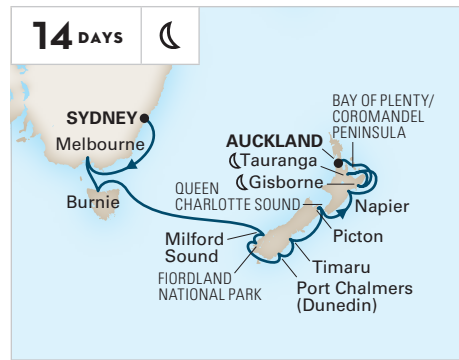 14 DAYS
SYDNEY
Melbourne
Burnie
BAY OF PLENTY/
COROMANDEL
PENINSULA
AUCKLAND
Tauranga
Gisborne
QUEEN
CHARLOTTE SOUND
Napier
Picton
Milford
Sound
FIORDLAND
NATIONAL PARK
Timaru
Port Chalmers
(Dunedin)